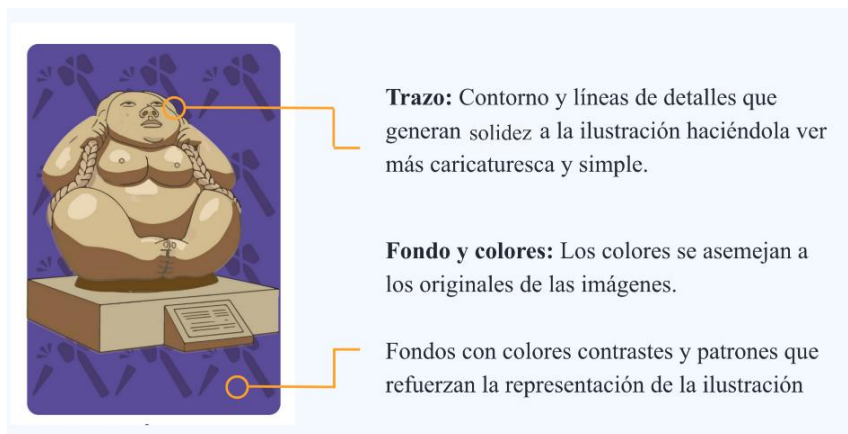 Trazo: Contorno y líneas de detalles que
generan solidez a la ilustración haciéndola ver
más caricaturesca y simple.
Fondo y colores: Los colores se asemejan a
los originales de las imágenes.
Fondos con colores contrastes y patrones que
refuerzan la representación de la ilustración